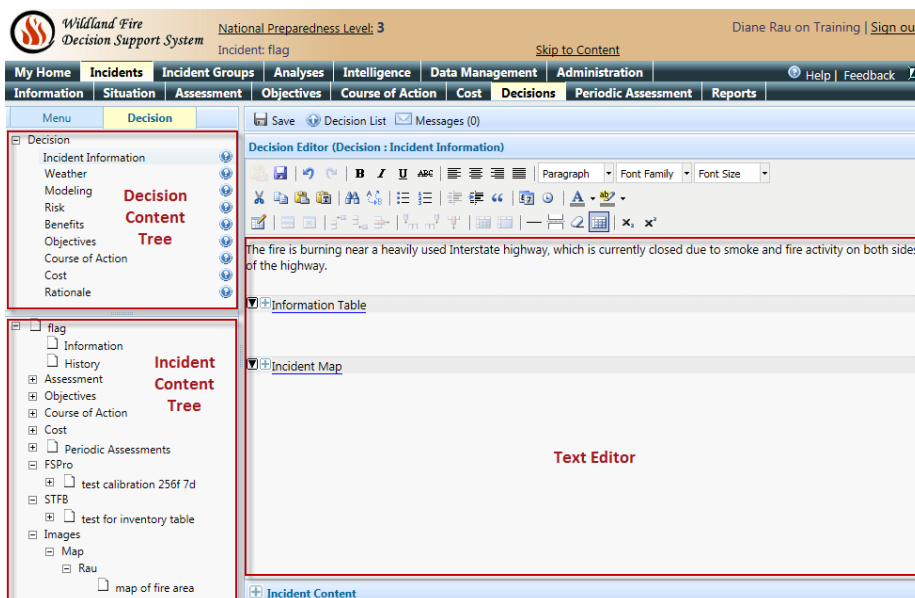 Wildland Fire
Decision Support System
National Preparedness Level: 3
Incident: flag
Skip to Content
Diane Rau on Training | Sign ou
My Home Incidents Incident Groups Analyses Intelligence Data Management Administration Help | Feedback
Information Situation Assessment Objectives Course of Action Cost Decisions Periodic Assessment Reports
Menu Decision
Save Decision List Messages (0)
Decision
Incident Information
Weather
Modeling
Risk
Benefits
Objectives
Course of Action
Cost
Rationale
Decision
Content
Tree
flag
Information
History
Assessment
Objectives
Course of Action
Cost
Periodic Assessments
FSPro
test calibration 256f 7d
STFB
test for inventory table
Images
Map
Rau
map of fire area
Incident
Content
Tree
Decision Editor (Decision : Incident Information)
B I U ABC Paragraph Font Family Font Size
The fire is burning near a heavily used Interstate highway, which is currently closed due to smoke and fire activity on both sides
of the highway.
Information Table
Incident Map
Text Editor
Incident Content